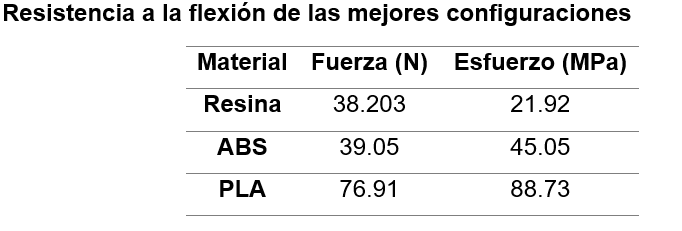 Resistencia a la flexión de las mejores configuraciones
Material Fuerza (N) Esfuerzo (MPa)
Resina 38.203 21.92
ABS 39.05 45.05
PLA 76.91 88.73